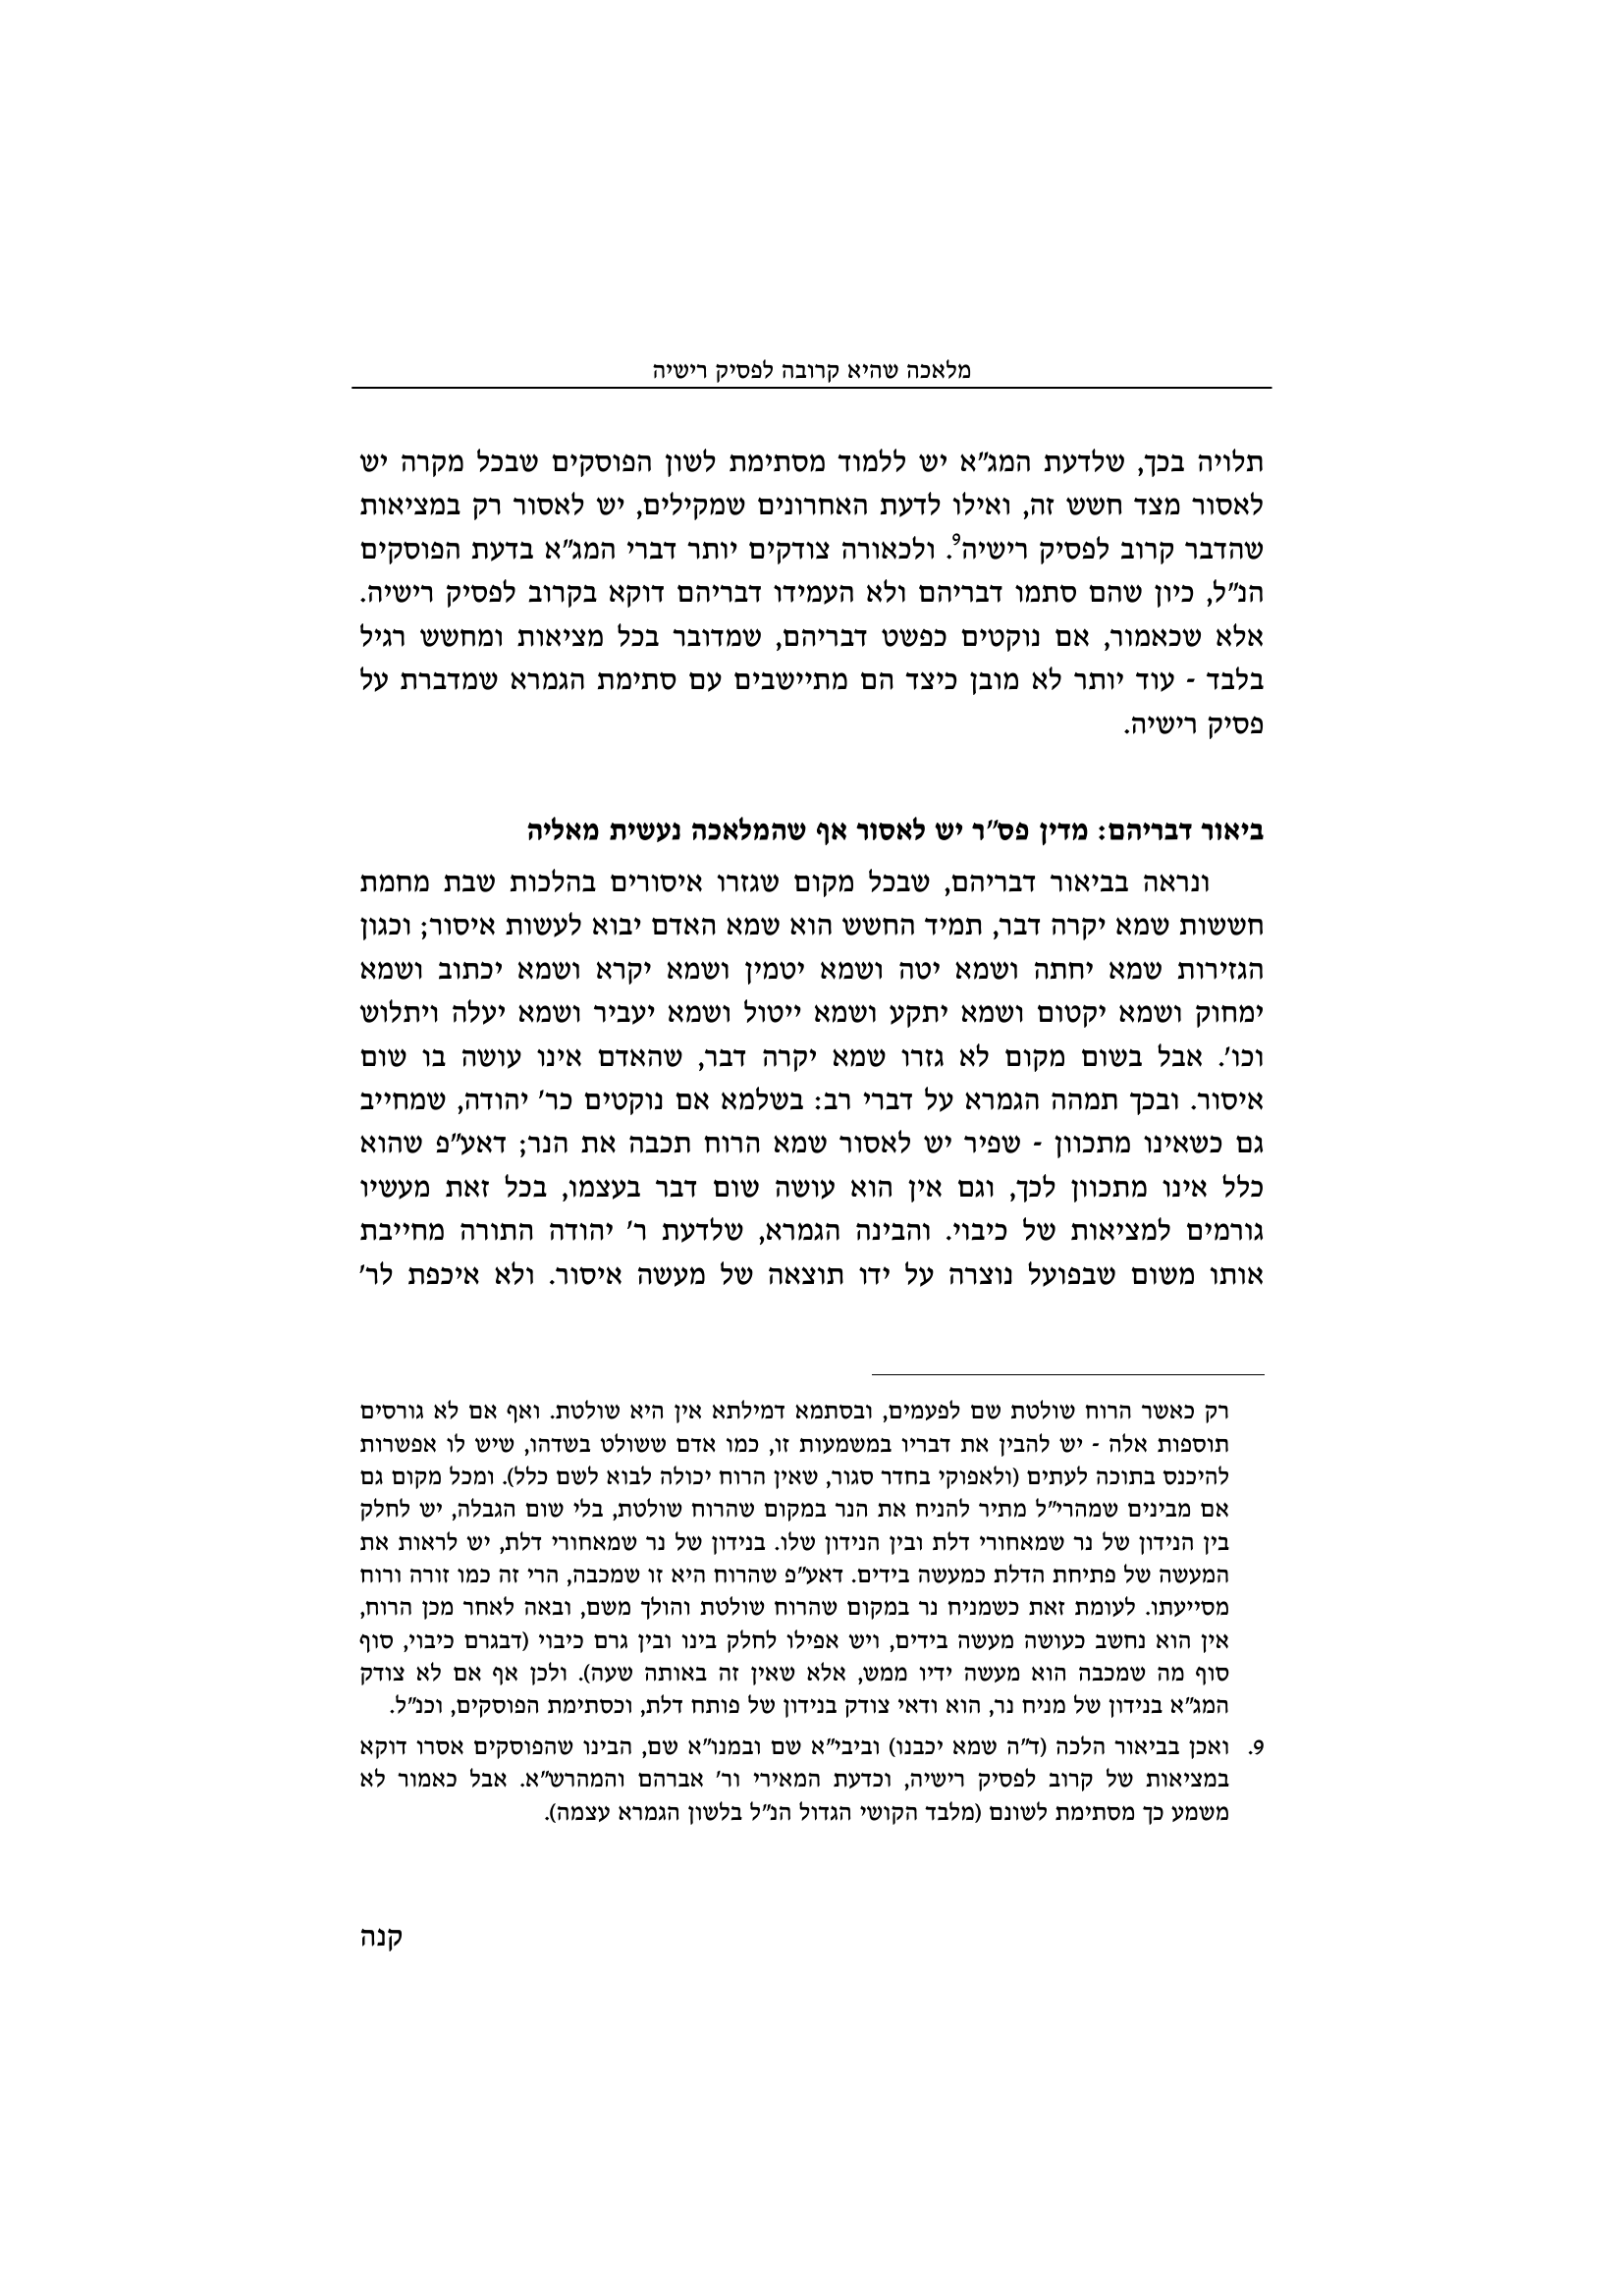 מלאכה שהיא קרובה לפסיק רישיה
תלויה בכך, שלדעת המג״א יש ללמוד מסתימת לשון הפוסקים שבכל מקרה יש
לאסור מצד חשש זה, ואילו לדעת האחרונים שמקילים, יש לאסור רק במציאות
שהדבר קרוב לפסיק רישיה⁹. ולכאורה צודקים יותר דברי המג״א בדעת הפוסקים
הנ״ל, כיון שהם סתמו דבריהם ולא העמידו דבריהם דוקא בקרוב לפסיק רישיה.
אלא שכאמור, אם נוקטים כפשט דבריהם, שמדובר בכל מציאות ומחשש רגיל
בלבד - עוד יותר לא מובן כיצד הם מתיישבים עם סתימת הגמרא שמדברת על
פסיק רישיה.
ביאור דבריהם: מדין פס״ר יש לאסור אף שהמלאכה נעשית מאליה
ונראה בביאור דבריהם, שבכל מקום שגזרו איסורים בהלכות שבת מחמת
חששות שמא יקרה דבר, תמיד החשש הוא שמא האדם יבוא לעשות איסור; וכגון
הגזירות שמא יחתה ושמא יטה ושמא יטמין ושמא יקרא ושמא יכתוב ושמא
ימחוק ושמא יקטום ושמא יתקע ושמא ייטול ושמא יעביר ושמא יעלה ויתלוש
וכו׳. אבל בשום מקום לא גזרו שמא יקרה דבר, שהאדם אינו עושה בו שום
איסור. ובכך תמהה הגמרא על דברי רב: בשלמא אם נוקטים כר׳ יהודה, שמחייב
גם כשאינו מתכוון - שפיר יש לאסור שמא הרוח תכבה את הנר; דאע״פ שהוא
כלל אינו מתכוון לכך, וגם אין הוא עושה שום דבר בעצמו, בכל זאת מעשיו
גורמים למציאות של כיבוי. והבינה הגמרא, שלדעת ר׳ יהודה התורה מחייבת
אותו משום שבפועל נוצרה על ידו תוצאה של מעשה איסור. ולא איכפת לר׳
רק כאשר הרוח שולטת שם לפעמים, ובסתמא דמילתא אין היא שולטת. ואף אם לא גורסים
תוספות אלה - יש להבין את דבריו במשמעות זו, כמו אדם ששולט בשדהו, שיש לו אפשרות
להיכנס בתוכה לעתים (ולאפוקי בחדר סגור, שאין הרוח יכולה לבוא לשם כלל). ומכל מקום גם
אם מבינים שמהרי״ל מתיר להניח את הנר במקום שהרוח שולטת, בלי שום הגבלה, יש לחלק
בין הנידון של נר שמאחורי דלת ובין הנידון שלו. בנידון של נר שמאחורי דלת, יש לראות את
המעשה של פתיחת הדלת כמעשה בידים. דאע״פ שהרוח היא זו שמכבה, הרי זה כמו זורה ורוח
מסייעתו. לעומת זאת כשמניח נר במקום שהרוח שולטת והולך משם, ובאה לאחר מכן הרוח,
אין הוא נחשב כעושה מעשה בידים, ויש אפילו לחלק בינו ובין גרם כיבוי (דבגרם כיבוי, סוף
סוף מה שמכבה הוא מעשה ידיו ממש, אלא שאין זה באותה שעה). ולכן אף אם לא צודק
המג״א בנידון של מניח נר, הוא ודאי צודק בנידון של פותח דלת, וכסתימת הפוסקים, וכנ״ל.
9. ואכן בביאור הלכה (ד״ה שמא יכבנו) וביבי״א שם ובמנו״א שם, הבינו שהפוסקים אסרו דוקא
במציאות של קרוב לפסיק רישיה, וכדעת המאירי ור׳ אברהם והמהרש״א. אבל כאמור לא
משמע כך מסתימת לשונם (מלבד הקושי הגדול הנ״ל בלשון הגמרא עצמה).
קנה